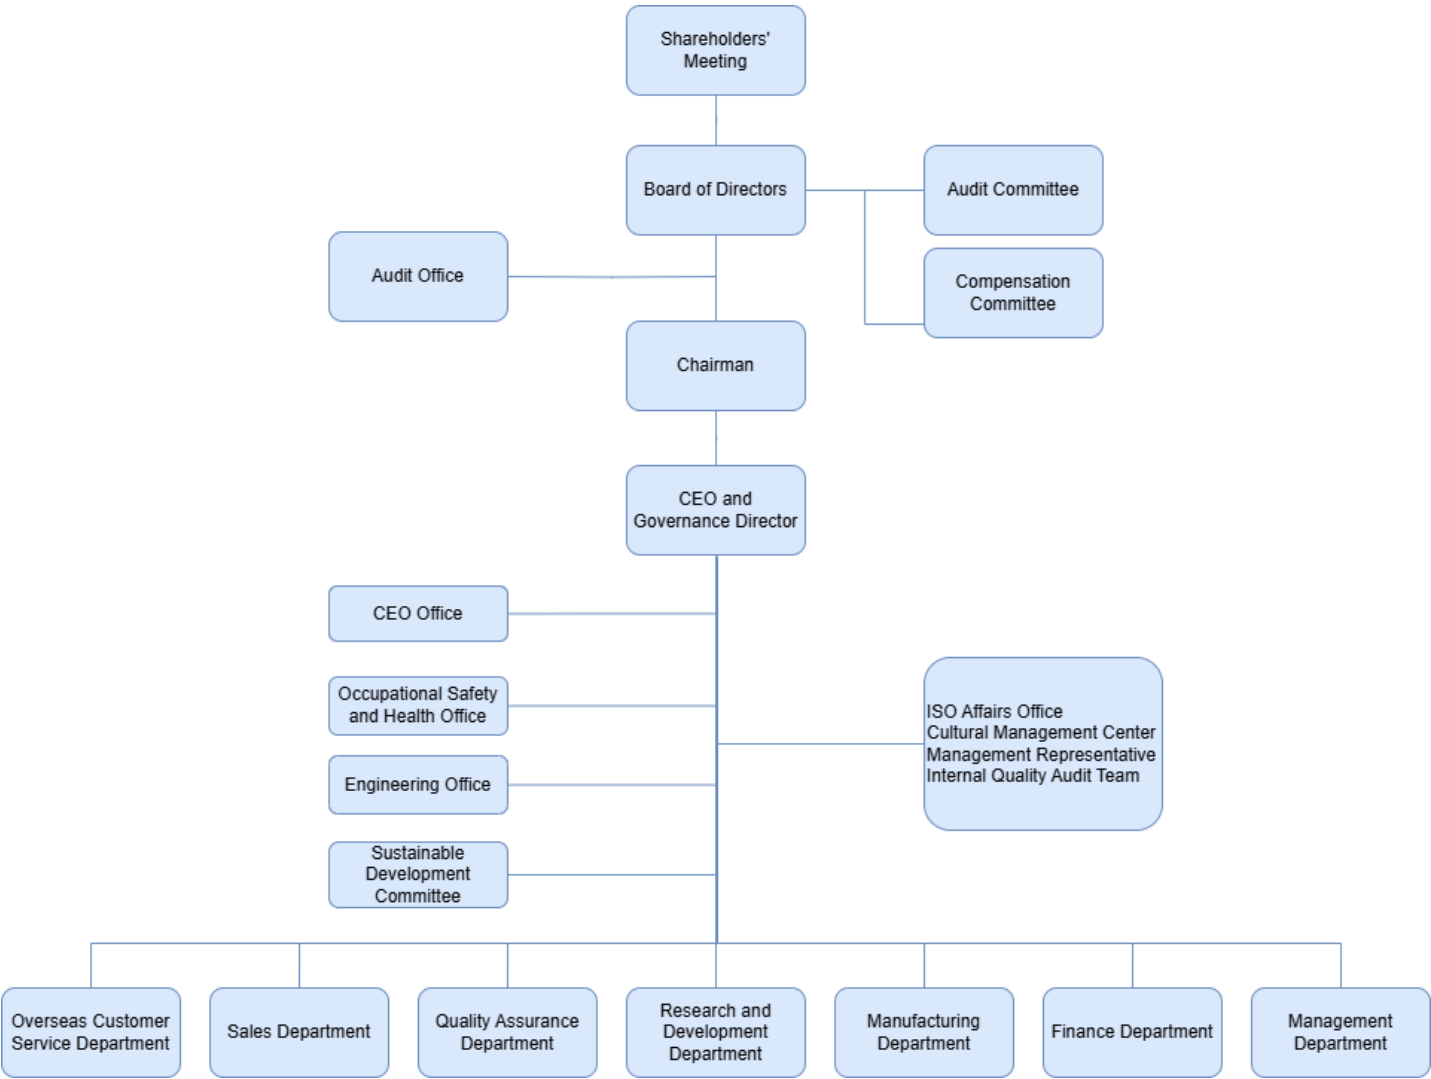 Shareholders'
Meeting
Board of Directors
Audit Committee
Audit Office
Compensation
Committee
Chairman
CEO and
Governance Director
CEO Office
Occupational Safety
and Health Office
ISO Affairs Office
Cultural Management Center
Management Representative
Internal Quality Audit Team
Engineering Office
Sustainable
Development
Committee
Overseas Customer
Service Department
Sales Department
Quality Assurance
Department
Research and
Development
Department
Manufacturing
Department
Finance Department
Management
Department